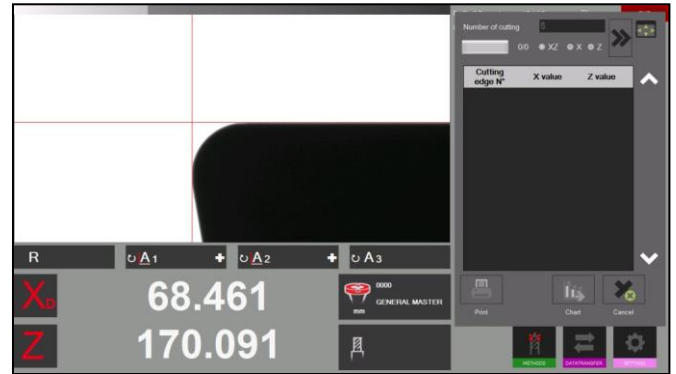 Number of cutting 5
0/0 XZ X Z
Cutting edge N° X value Z value
R A1 + A2 + A3
XD 68.461
0000
GENERAL MASTER
mm
Z 170.091
Print Chart Cancel
METHODS DATATRANSFER SETTINGS